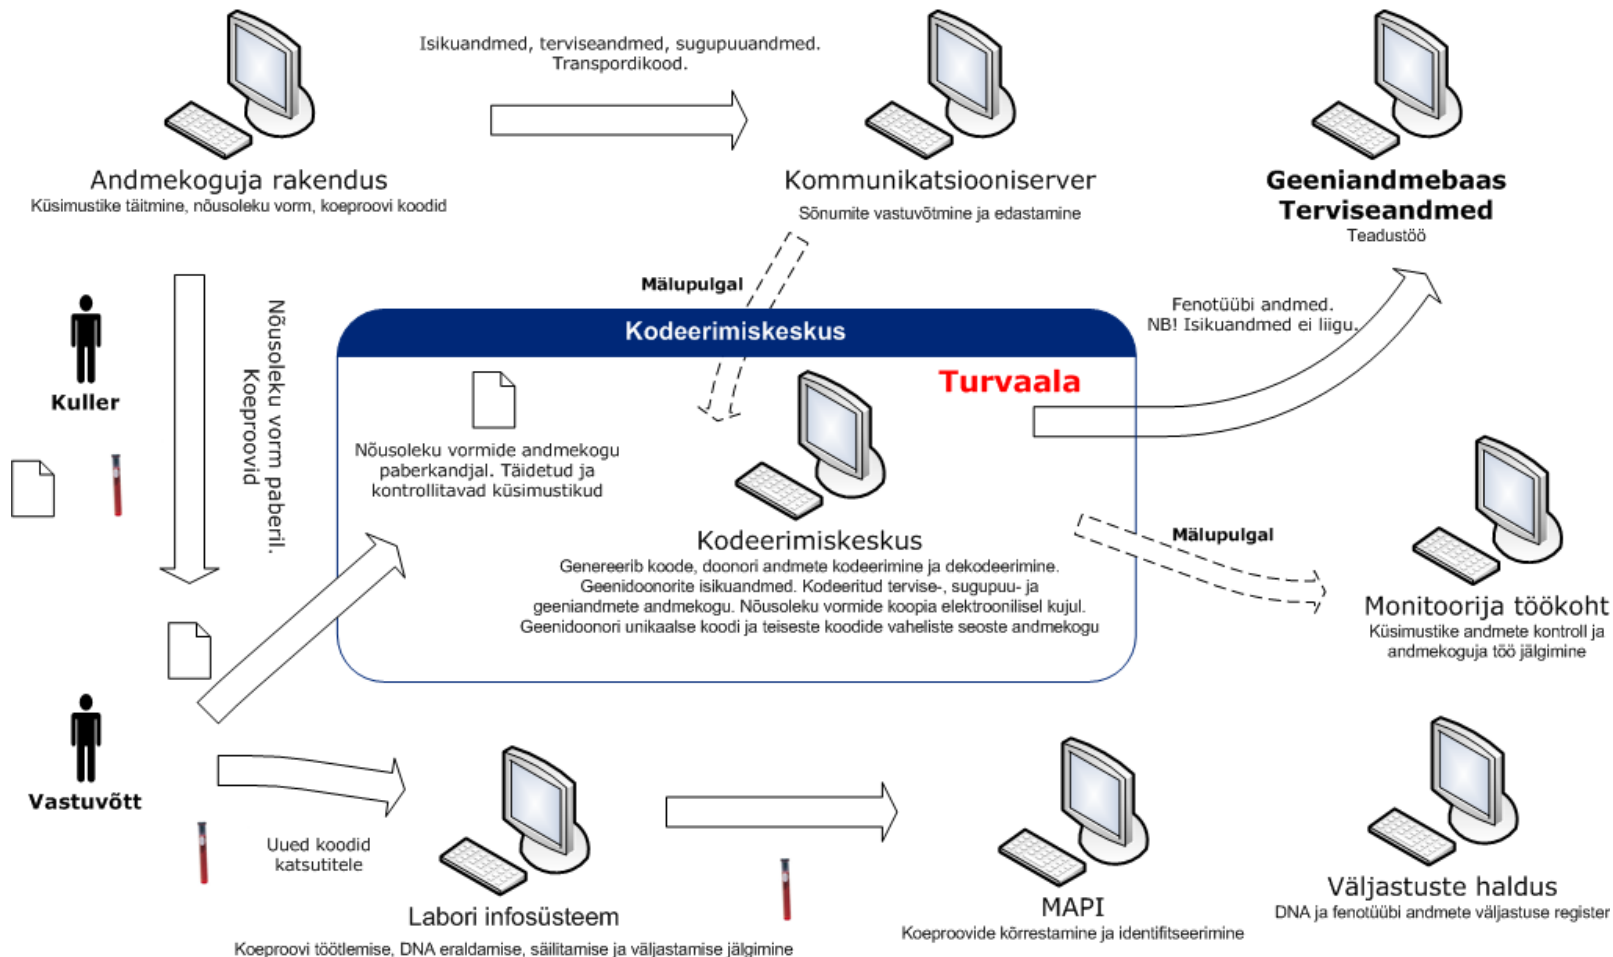 Isikuandmed, terviseandmed, sugupuuandmed.
Transpordikood.
Andmekoguja rakendus
Küsimustike täitmine, nõusoleku vorm, koeproovi koodid
Kommunikatsiooniserver
Sõnumite vastuvõtmine ja edastamine
Geeniandmebaas
Terviseandmed
Teadustöö
Mälupulgal
Fenotüübi andmed.
NB! Isikuandmed ei liigu.
Kuller
Nõusoleku vorm paberil.
Koeproovid
Kodeerimiskeskus
Turvaala
Nõusoleku vormide andmekogu
paberkandjal. Täidetud ja
kontrollitavad küsimustikud
Kodeerimiskeskus
Genereerib koode, doonori andmete kodeerimine ja dekodeerimine.
Geenidoonorite isikuandmed. Kodeeritud tervise-, sugupuu- ja
geeniandmete andmekogu. Nõusoleku vormide koopia elektroonilisel kujul.
Geenidoonori unikaalse koodi ja teiseste koodide vaheliste seoste andmekogu
Mälupulgal
Monitoorija töökoht
Küsimustike andmete kontroll ja
andmekoguja töö jälgimine
Vastuvõtt
Uued koodid
katsutitele
Labori infosüsteem
Koeproovi töötlemise, DNA eraldamise, säilitamise ja väljastamise jälgimine
MAPI
Koeproovide kõrrestamine ja identifitseerimine
Väljastuste haldus
DNA ja fenotüübi andmete väljastuse register